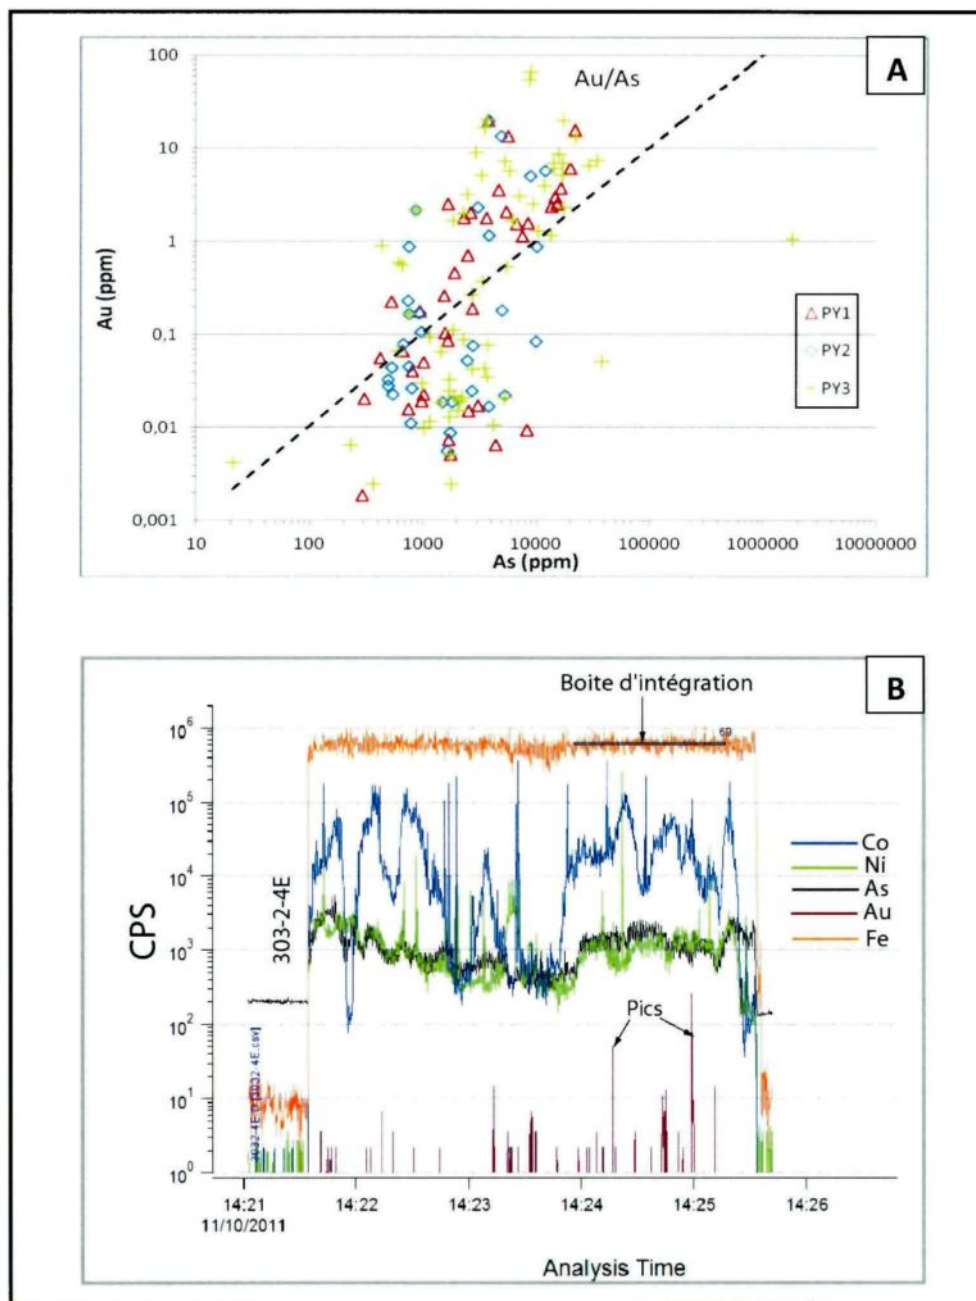 A
Au/As
100
10
1
0,1
0,01
0,001
Au (ppm)
PY1
PY2
PY3
10 100 1000 10000 100000 1000000 10000000
As (ppm)
B
Boite d'intégration
10⁶
10⁵
10⁴
10³
10²
10¹
10⁰
CPS
303-2-4E
Co
Ni
As
Au
Fe
Pics
14:21 14:22 14:23 14:24 14:25 14:26
11/10/2011
Analysis Time